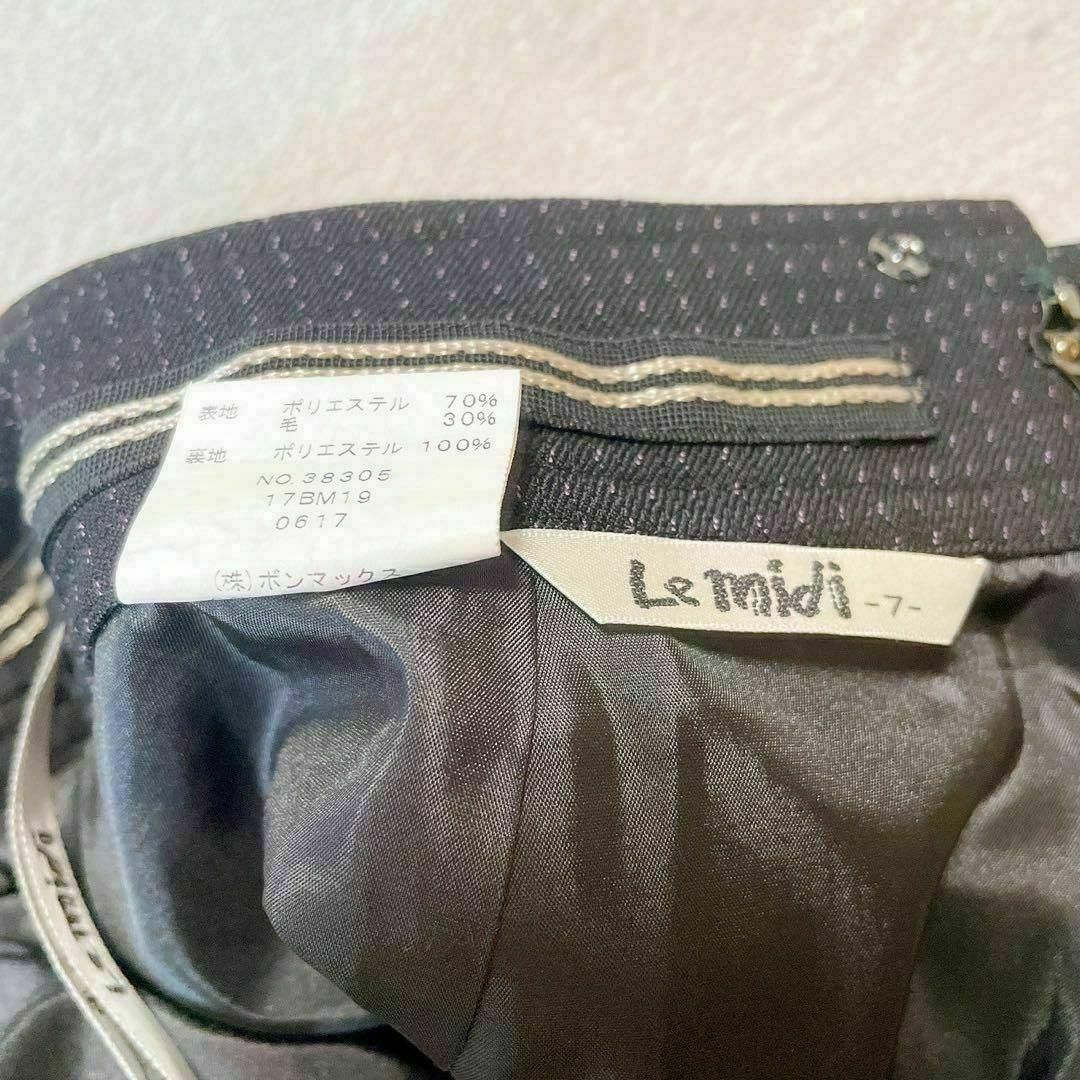 表地 ポリエステル 70%
毛 30%
裏地 ポリエステル 100%
NO.38305
17BM19
0617
(株)ボンマックス
Le midi -7-